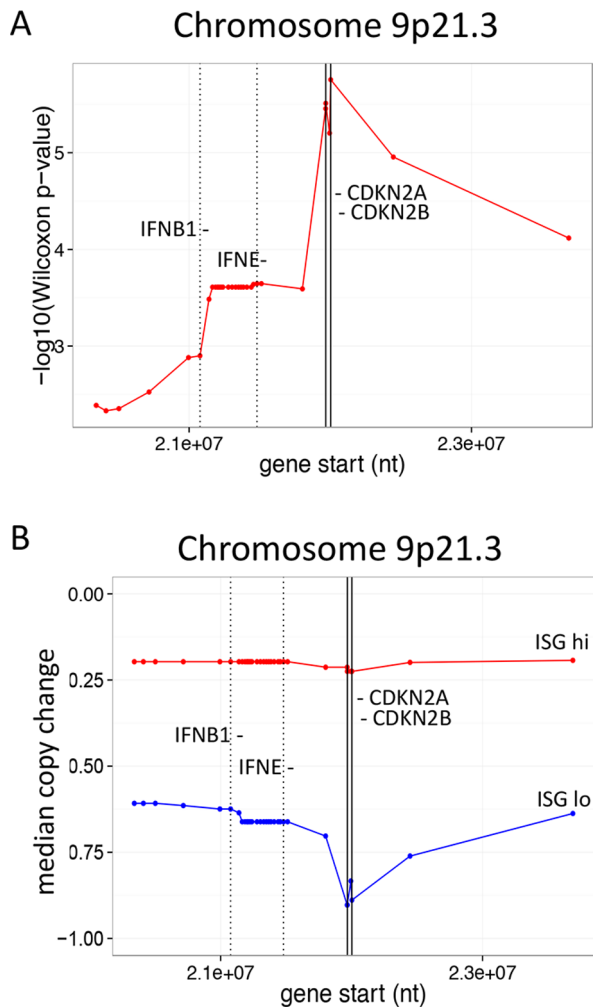 A
Chromosome 9p21.3
−log10(Wilcoxon p-value)
5
4
3
- CDKN2A
- CDKN2B
IFNB1 -
IFNE-
2.1e+07
2.3e+07
gene start (nt)
B
Chromosome 9p21.3
median copy change
0.00
0.25
0.50
0.75
−1.00
ISG hi
- CDKN2A
- CDKN2B
IFNB1 -
IFNE -
ISG lo
2.1e+07
2.3e+07
gene start (nt)